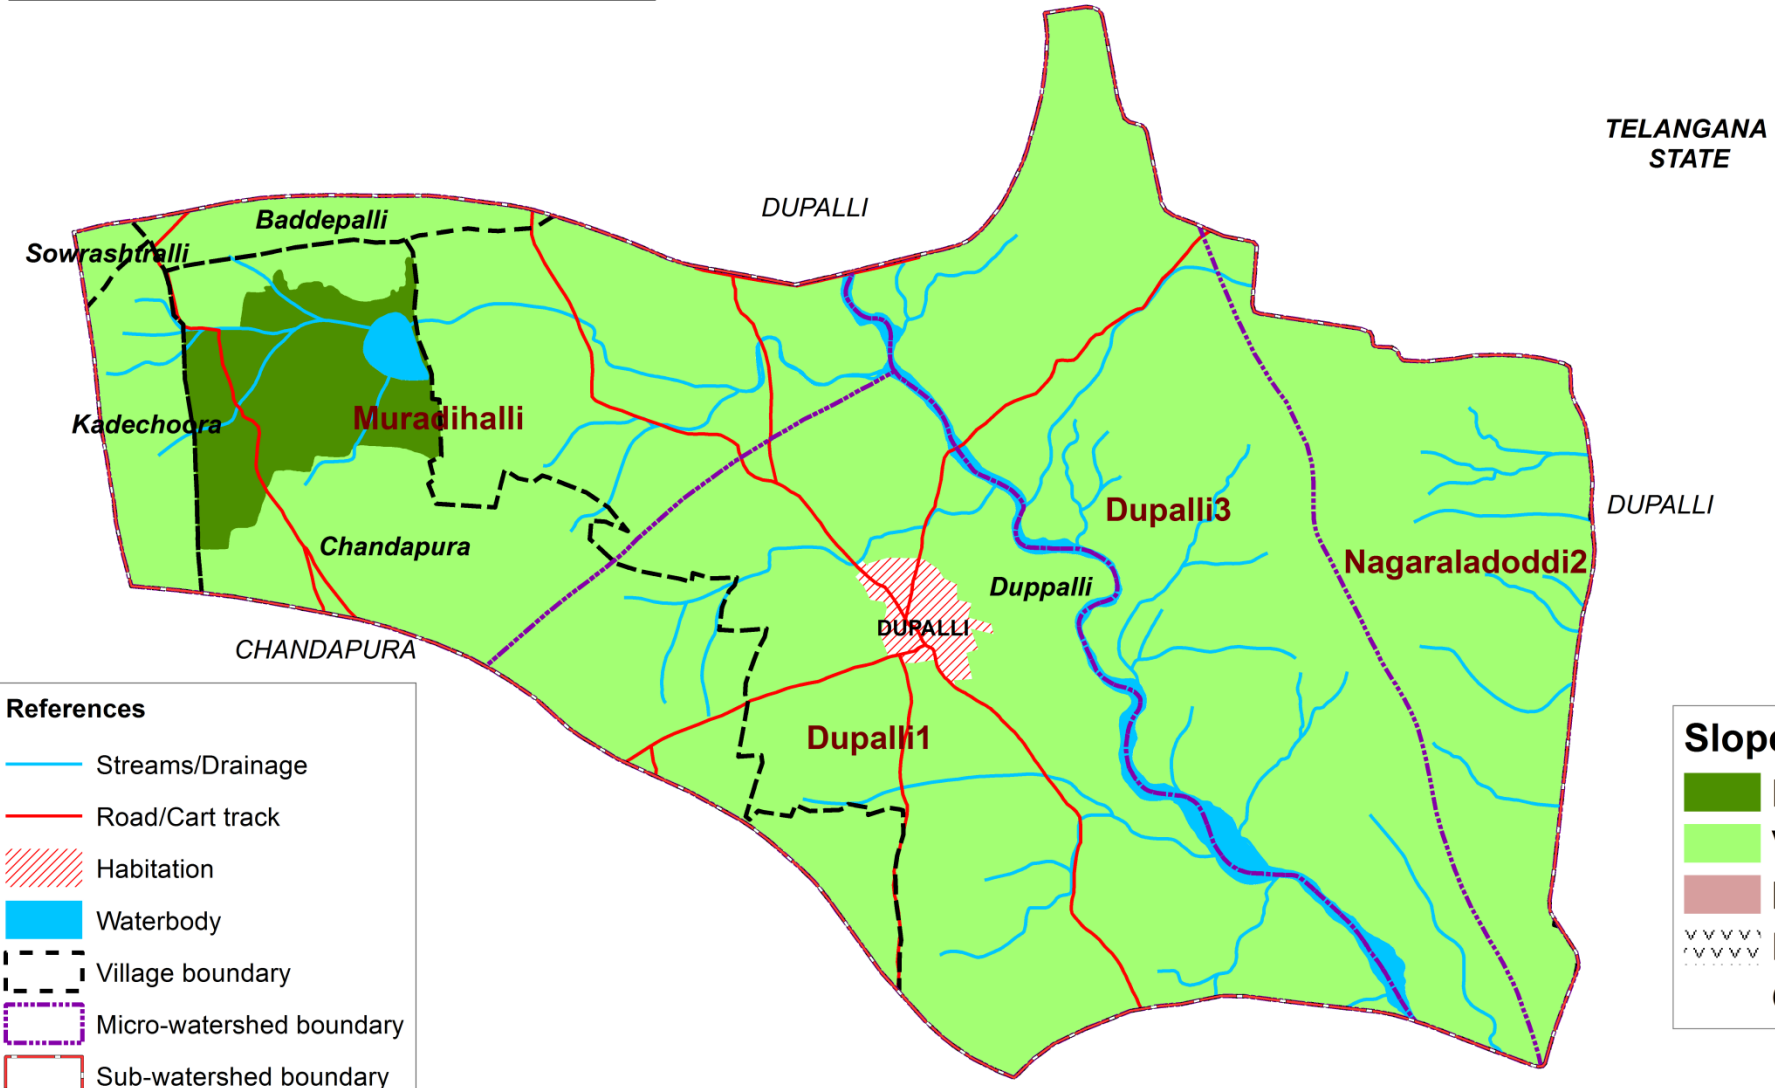 TELANGANA
STATE
DUPALLI
Baddepalli
Sowrashtralli
Kadechoora
Muradihalli
Dupalli3
DUPALLI
Chandapura
Nagaraladoddi2
Duppalli
DUPALLI
CHANDAPURA
Dupalli1
References
Streams/Drainage
Road/Cart track
Habitation
Waterbody
Village boundary
Micro-watershed boundary
Sub-watershed boundary